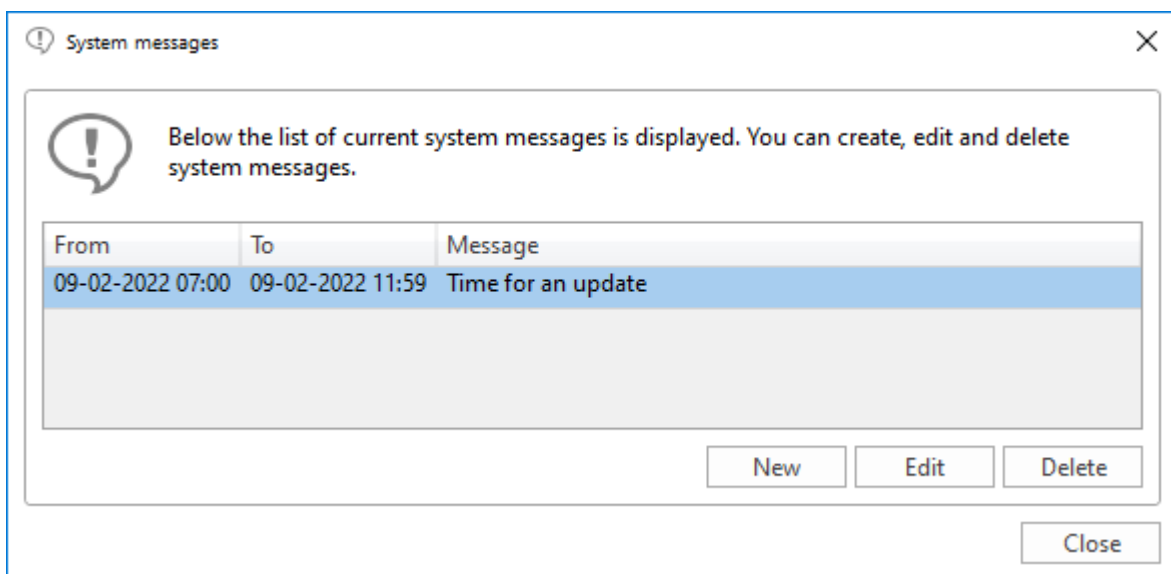 System messages
Below the list of current system messages is displayed. You can create, edit and delete
system messages.
From To Message
09-02-2022 07:00 09-02-2022 11:59 Time for an update
New Edit Delete
Close